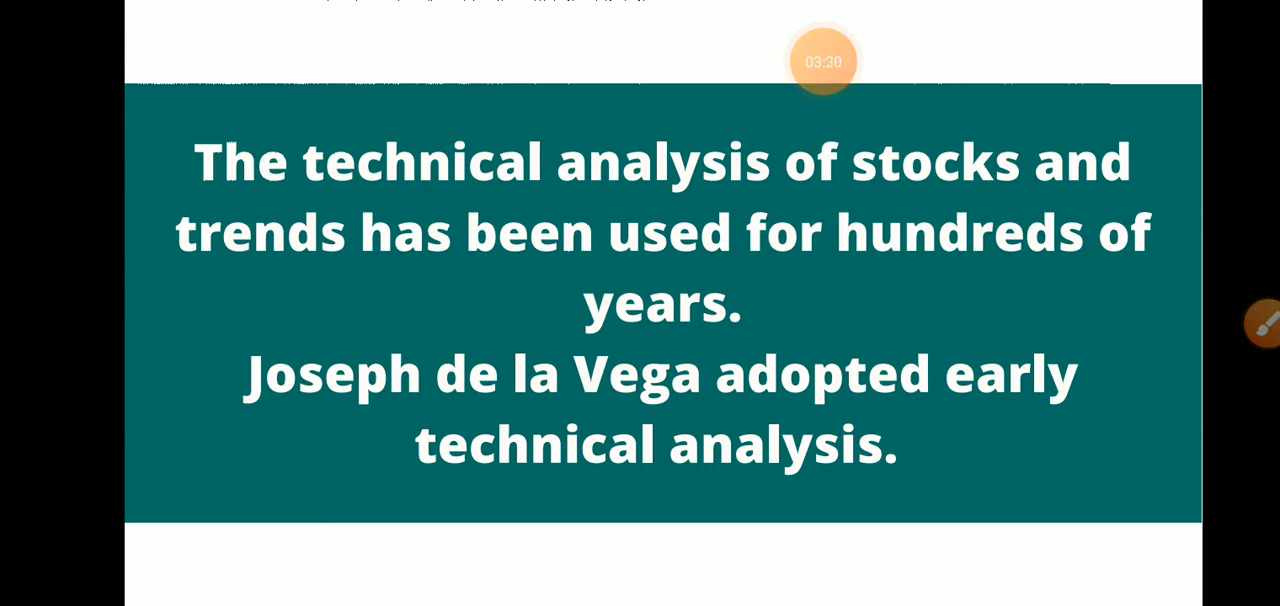 03:30
The technical analysis of stocks and
trends has been used for hundreds of
years.
Joseph de la Vega adopted early
technical analysis.